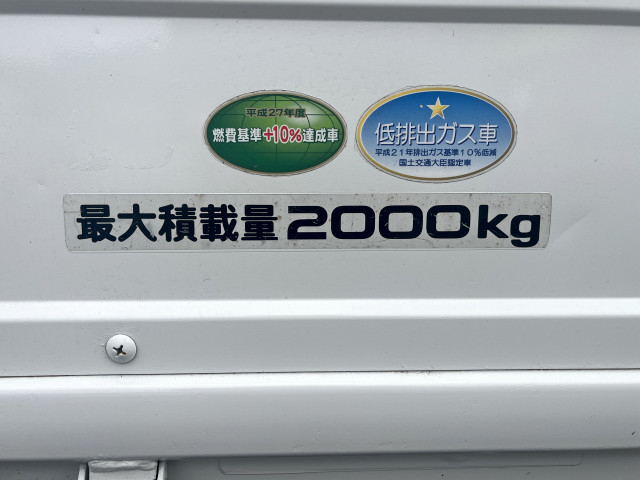 平成27年度
燃費基準+10%達成車
低排出ガス車
平成21年排出ガス基準10%低減
国土交通大臣認定車
最大積載量2000kg